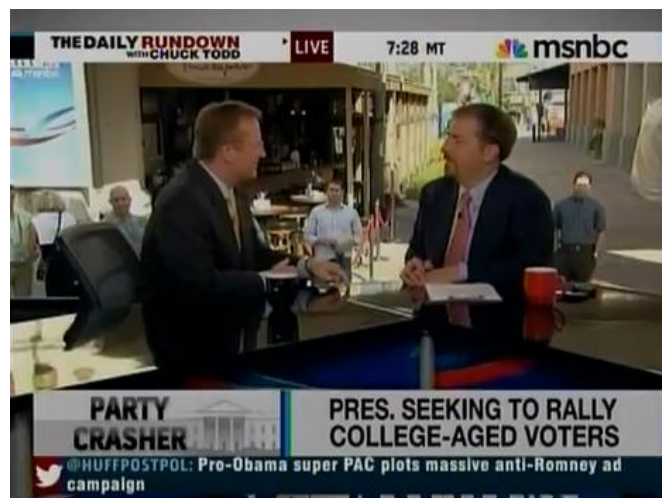 THE DAILY RUNDOWN
WITH CHUCK TODD
LIVE
7:28 MT
msnbc
PARTY
CRASHER
PRES. SEEKING TO RALLY
COLLEGE-AGED VOTERS
@HUFFPOSTPOL: Pro-Obama super PAC plots massive anti-Romney ad
campaign